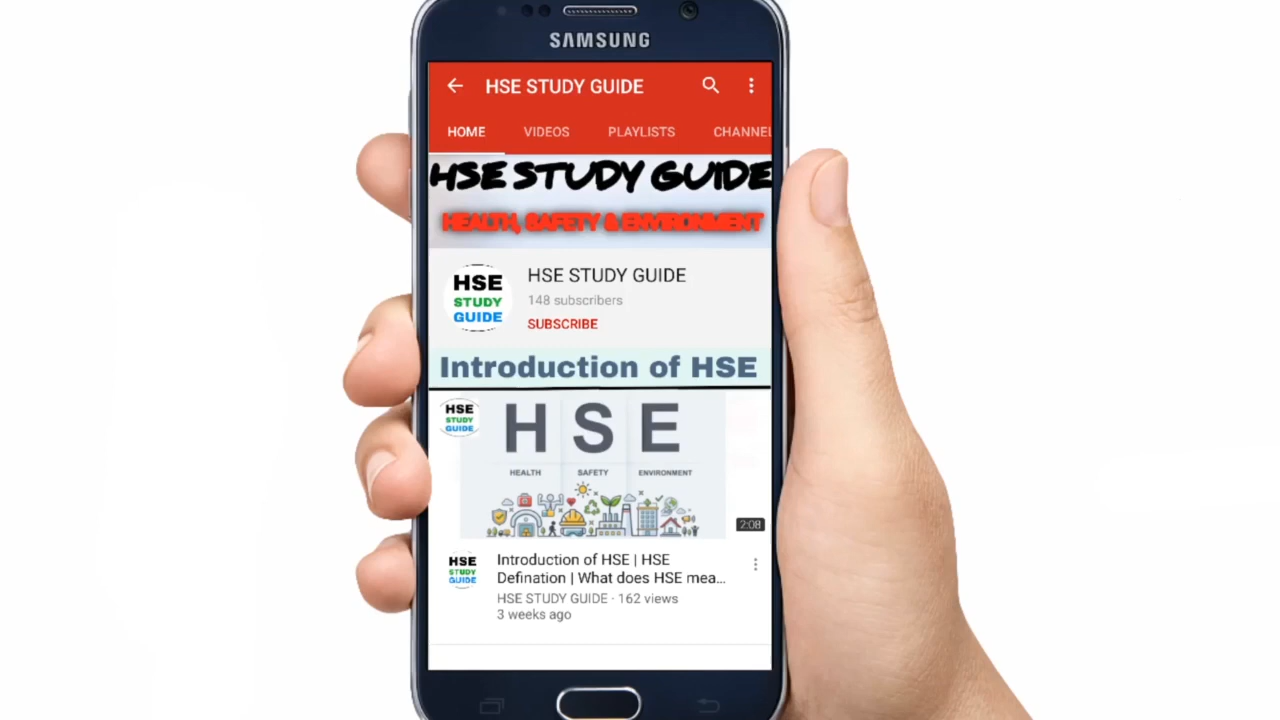 SAMSUNG
HSE STUDY GUIDE
HOME VIDEOS PLAYLISTS CHANNEL
HSE STUDY GUIDE
HEALTH, SAFETY & ENVIRONMENT
HSE
STUDY
GUIDE
HSE STUDY GUIDE
148 subscribers
SUBSCRIBE
Introduction of HSE
HSE
STUDY
GUIDE
H S E
HEALTH SAFETY ENVIRONMENT
2:08
HSE
STUDY
GUIDE
Introduction of HSE | HSE
Defination | What does HSE mea...
HSE STUDY GUIDE · 162 views
3 weeks ago